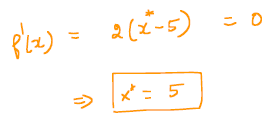 f'(x) = 2(x*-5) = 0
⇒ x* = 5